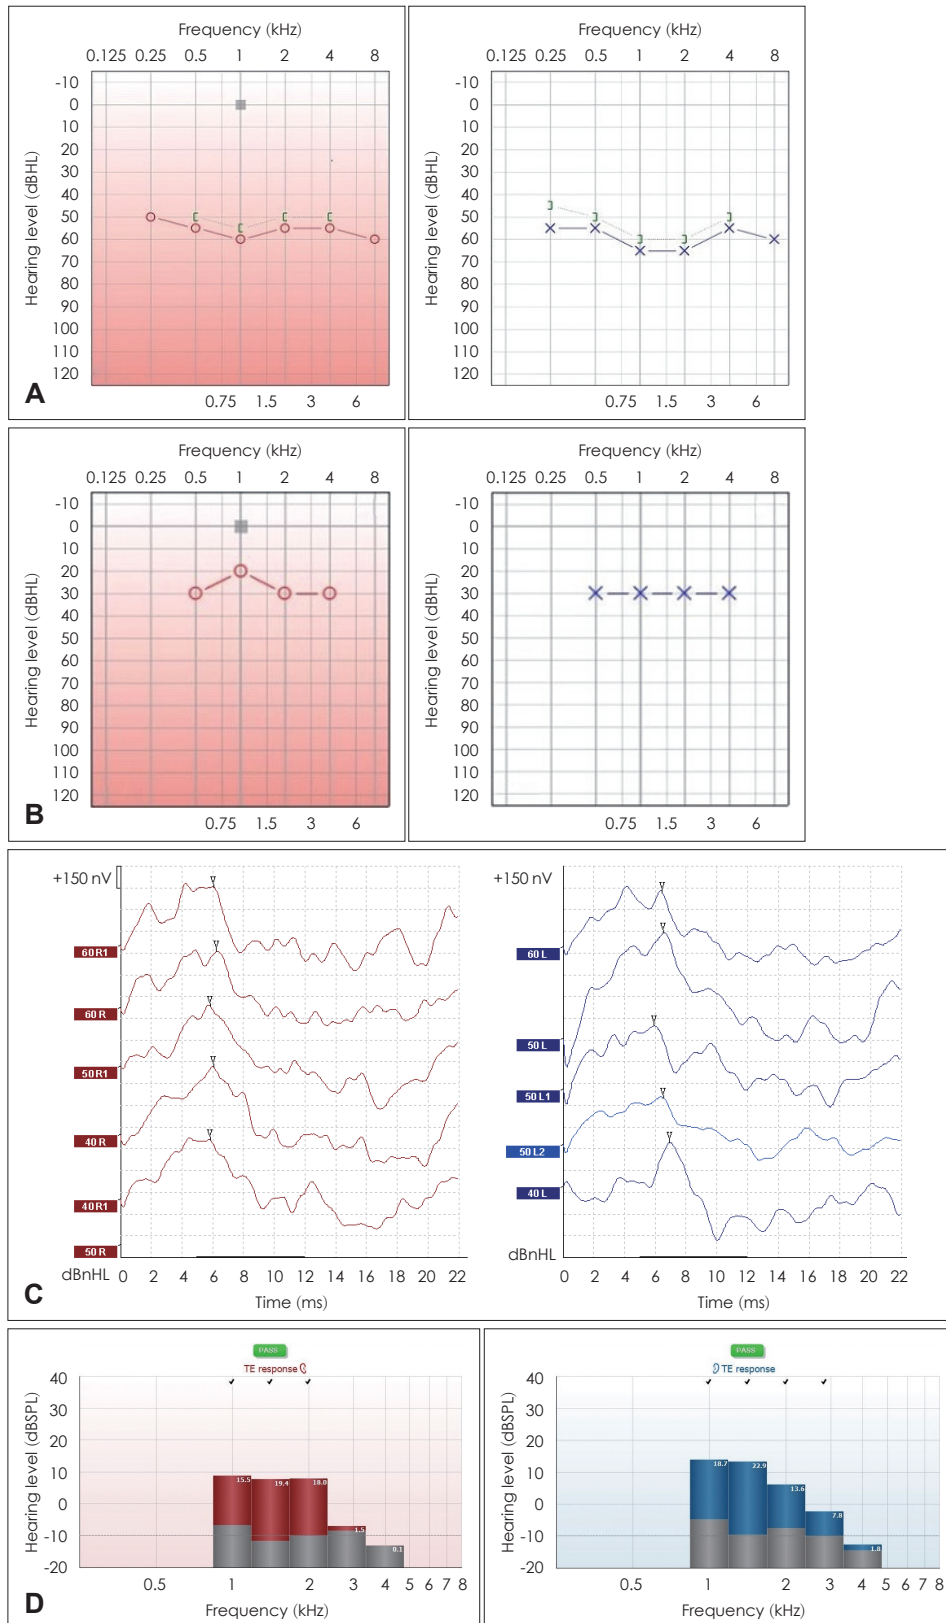 Frequency (kHz) Frequency (kHz)
0.125 0.25 0.5 1 2 4 8 0.125 0.25 0.5 1 2 4 8
Hearing level (dBHL) Hearing level (dBHL)
-10 -10
0 0
10 10
20 20
30 30
40 40
50 50
60 60
70 70
80 80
90 90
100 100
110 110
120 120
0.75 1.5 3 6 0.75 1.5 3 6
A
Frequency (kHz) Frequency (kHz)
0.125 0.25 0.5 1 2 4 8 0.125 0.25 0.5 1 2 4 8
Hearing level (dBHL) Hearing level (dBHL)
-10 -10
0 0
10 10
20 20
30 30
40 40
50 50
60 60
70 70
80 80
90 90
100 100
110 110
120 120
0.75 1.5 3 6 0.75 1.5 3 6
B
+150 nV
60 R1
60 R
50 R1
40 R
40 R1
50 R
dBnHL 0 2 4 6 8 10 12 14 16 18 20 22
Time (ms)
+150 nV
60 L
50 L
50 L1
50 L2
40 L
dBnHL
0 2 4 6 8 10 12 14 16 18 20 22
Time (ms)
C
PASS
TE response
Hearing level (dBSPL)
40
30
20
10
0
-10
-20
15.5 19.4 18.0 1.5 0.1
0.5 1 2 3 4 5 6 7 8
Frequency (kHz)
PASS
TE response
Hearing level (dBSPL)
40
30
20
10
0
-10
-20
18.7 22.9 13.6 7.8 1.8
0.5 1 2 3 4 5 6 7 8
Frequency (kHz)
D